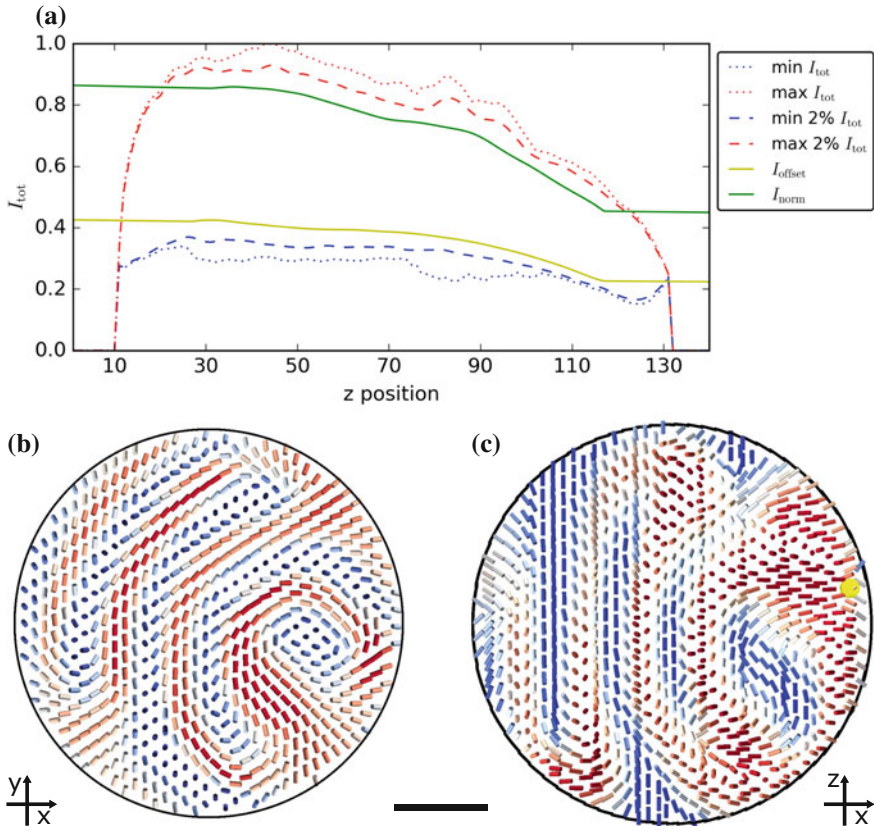 (a)
1.0
0.8
0.6
0.4
0.2
0.0
I_tot
10 30 50 70 90 110 130
z position
min I_tot
max I_tot
min 2% I_tot
max 2% I_tot
I_offset
I_norm
(b)
(c)
y
x
z
x